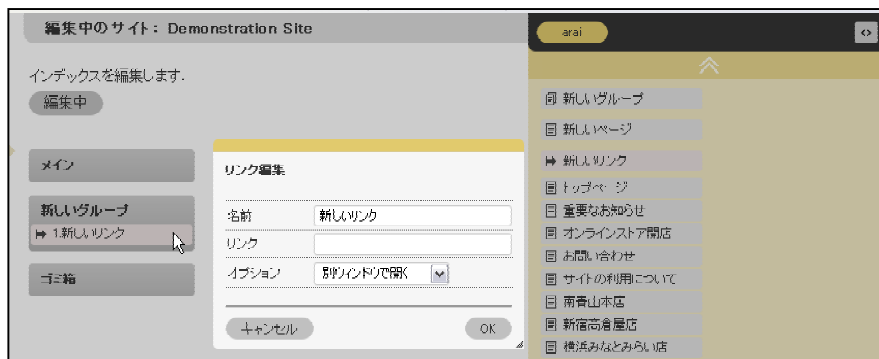 編集中のサイト: Demonstration Site
インデックスを編集します.
編集中
メイン
新しいグループ
1.新しいリンク
ゴミ箱
リンク編集
名前 新しいリンク
リンク
オプション 別ウィンドウで開く
キャンセル OK
arai
<>
新しいグループ
新しいページ
新しいリンク
トップページ
重要なお知らせ
オンラインストア開店
お問い合わせ
サイトの利用について
南青山本店
新宿高倉屋店
横浜みなとみらい店